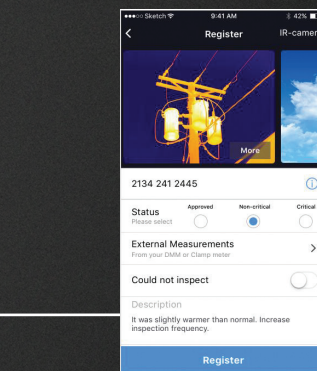 ●●●○○ Sketch 9:41 AM 42%
Register IR-camer
More
2134 241 2445
Status Approved Non-critical Critical
Please select
External Measurements
From your DMM or Clamp meter
Could not inspect
Description
It was slightly warmer than normal. Increase
inspection frequency.
Register